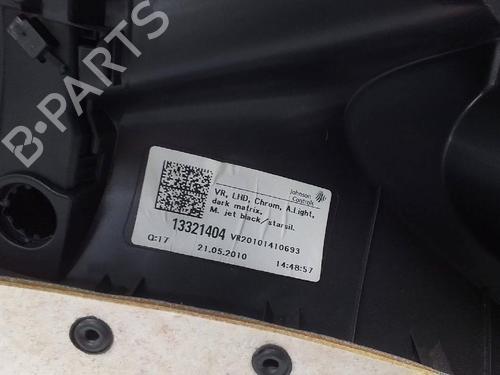 B-PARTS
Johnson
Controls
VR, LHD, Chrom, A.Light,
dark matrix,
M. jet black/starsil.
13321404 VR20101410693
Q:17 21.05.2010 14:48:57